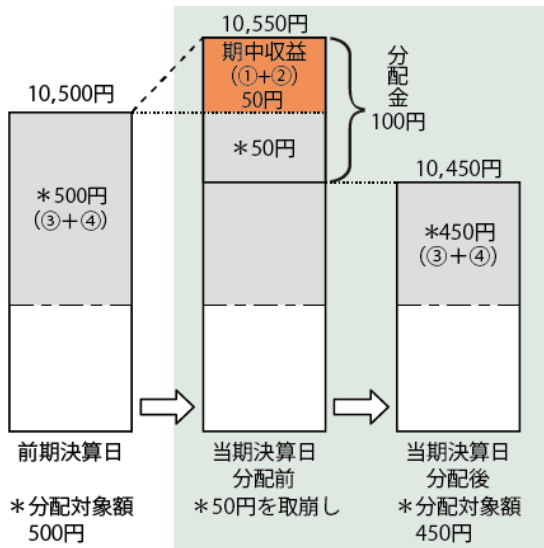 10,500円
＊500円
（③＋④）
前期決算日
＊分配対象額
500円
10,550円
期中収益
（①＋②）
50円
＊50円
分配金
100円
当期決算日
分配前
＊50円を取崩し
10,450円
＊450円
（③＋④）
当期決算日
分配後
＊分配対象額
450円